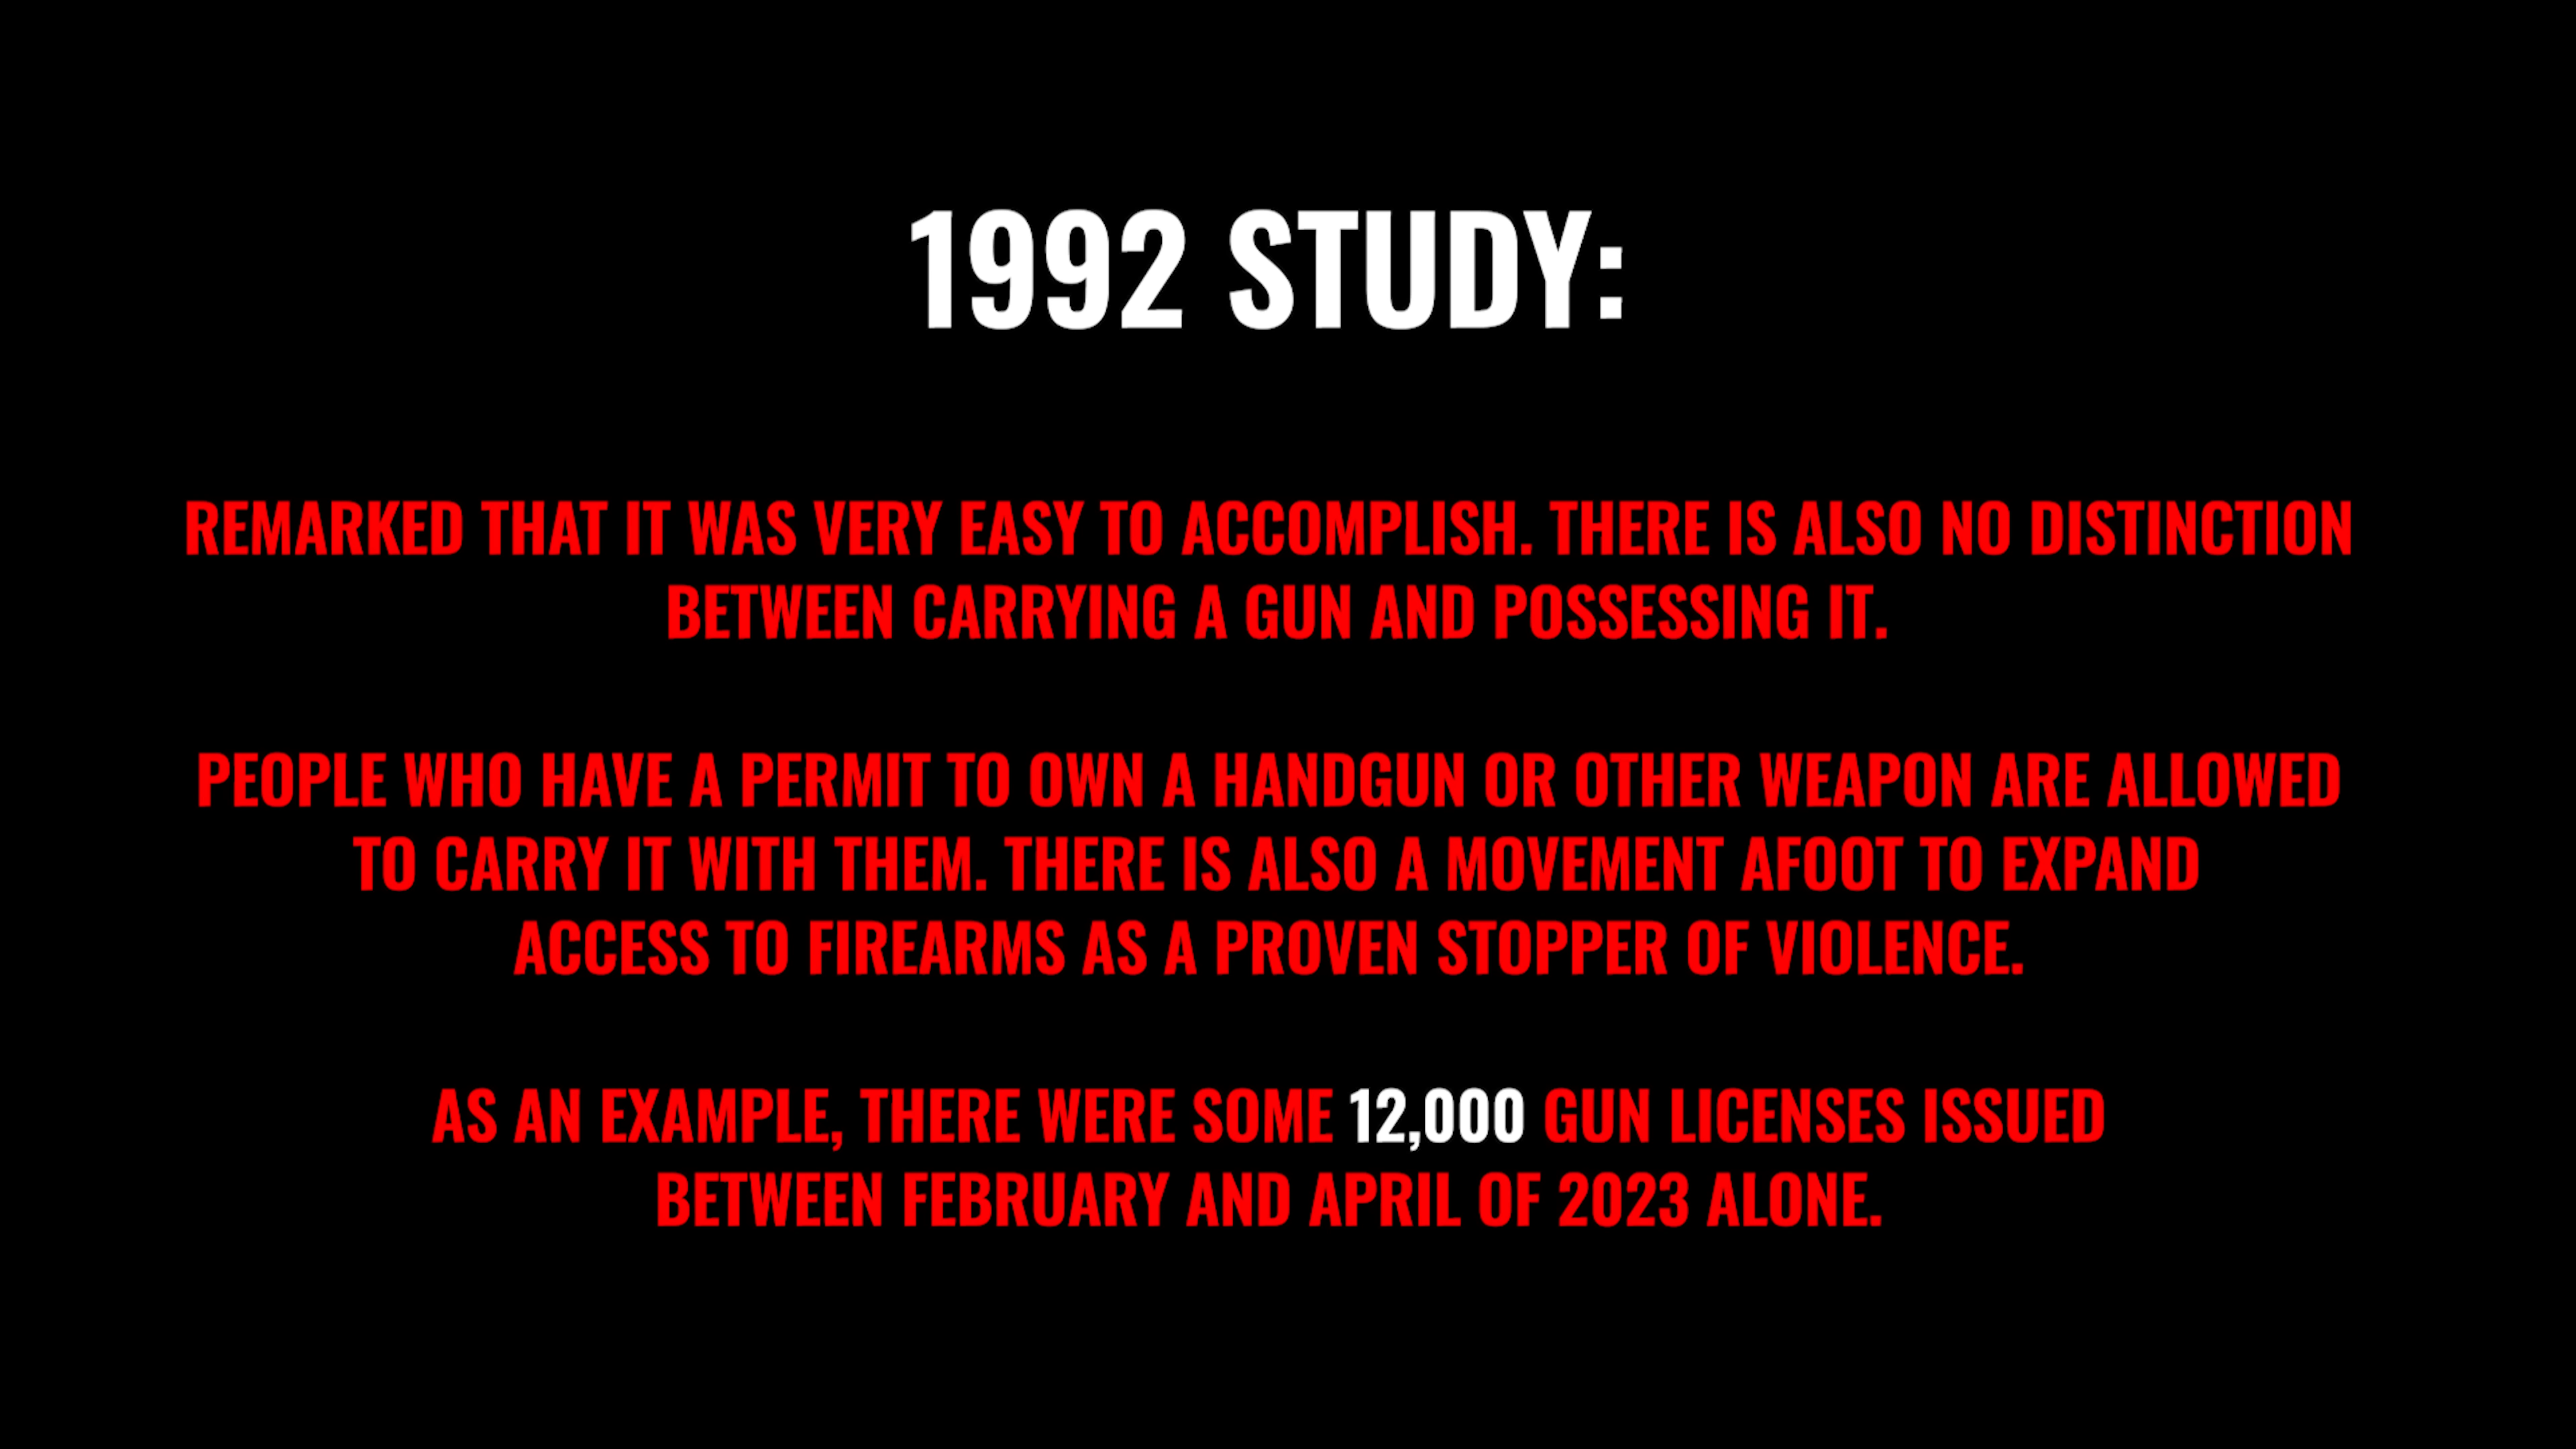 1992 STUDY:
REMARKED THAT IT WAS VERY EASY TO ACCOMPLISH. THERE IS ALSO NO DISTINCTION
BETWEEN CARRYING A GUN AND POSSESSING IT.
PEOPLE WHO HAVE A PERMIT TO OWN A HANDGUN OR OTHER WEAPON ARE ALLOWED
TO CARRY IT WITH THEM. THERE IS ALSO A MOVEMENT AFOOT TO EXPAND
ACCESS TO FIREARMS AS A PROVEN STOPPER OF VIOLENCE.
AS AN EXAMPLE, THERE WERE SOME 12,000 GUN LICENSES ISSUED
BETWEEN FEBRUARY AND APRIL OF 2023 ALONE.